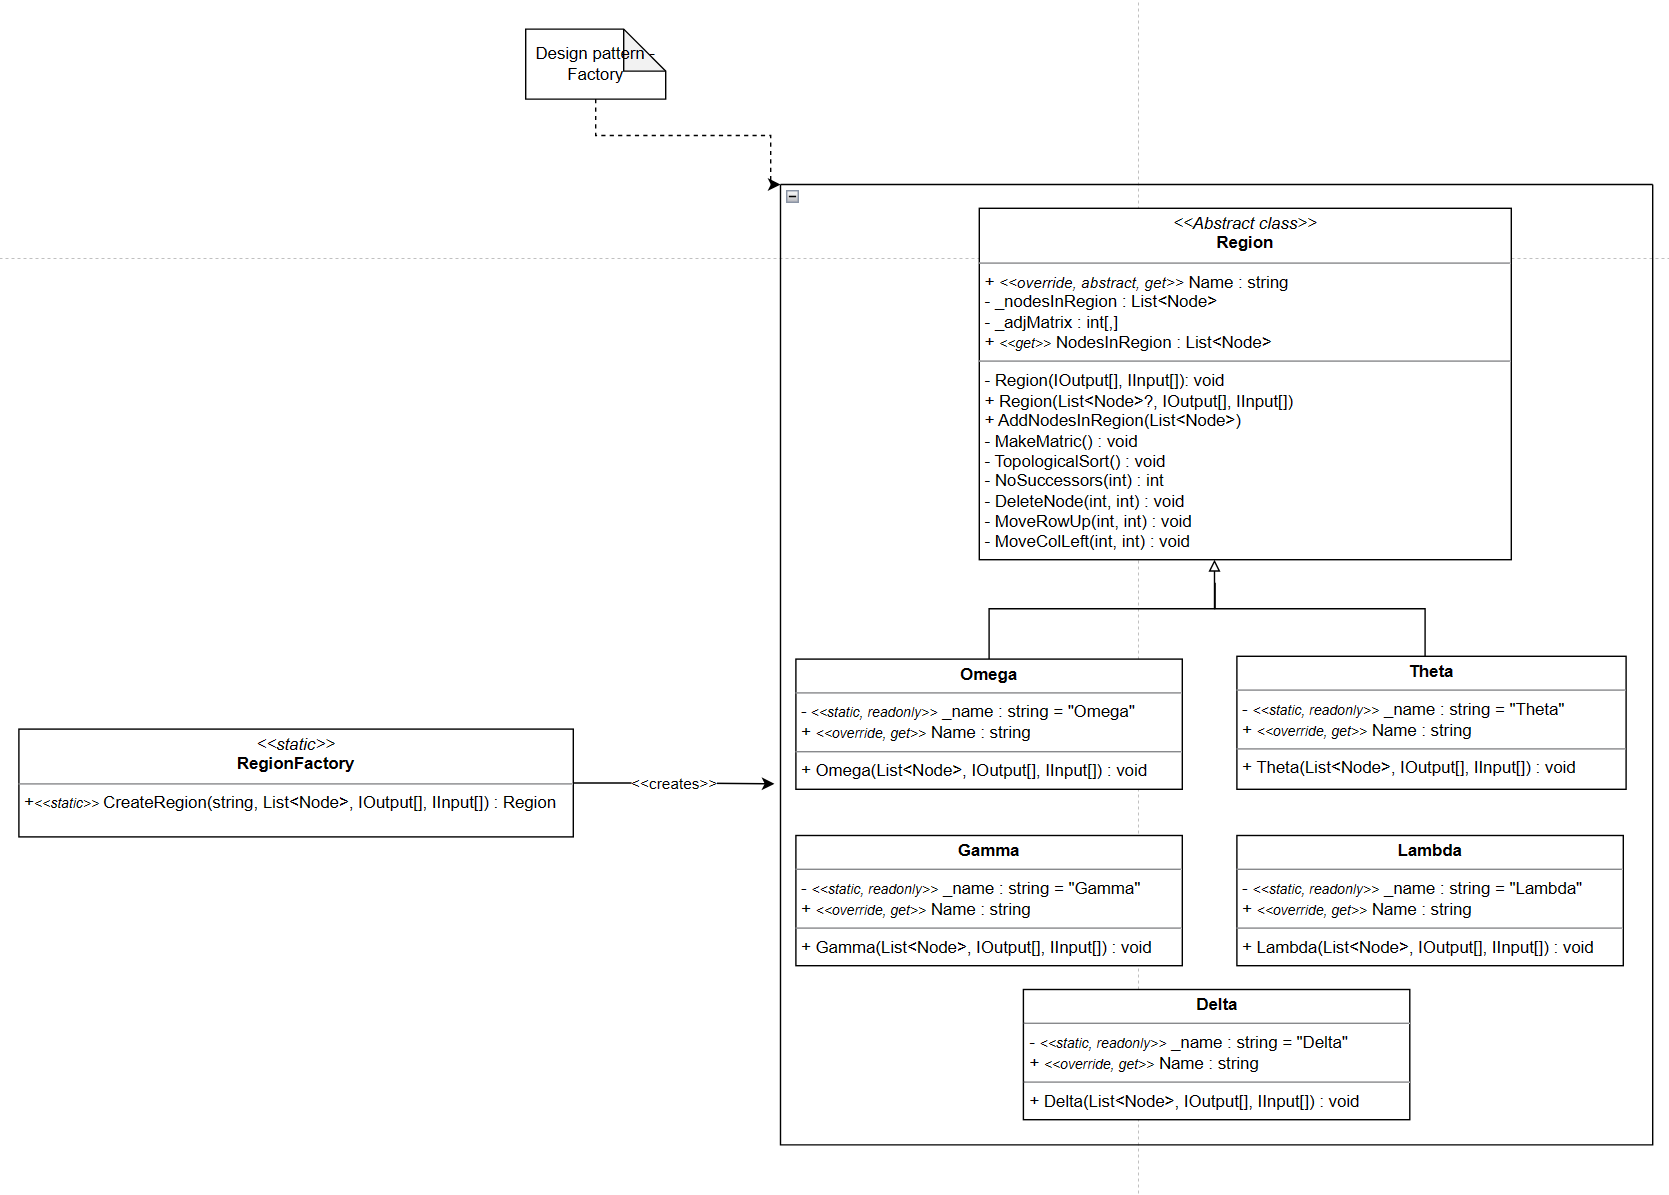 Design pattern -
Factory
<<Abstract class>>
Region
+ <<override, abstract, get>> Name : string
- _nodesInRegion : List<Node>
- _adjMatrix : int[,]
+ <<get>> NodesInRegion : List<Node>
- Region(IOutput[], IInput[]): void
+ Region(List<Node>?, IOutput[], IInput[])
+ AddNodesInRegion(List<Node>)
- MakeMatric() : void
- TopologicalSort() : void
- NoSuccessors(int) : int
- DeleteNode(int, int) : void
- MoveRowUp(int, int) : void
- MoveColLeft(int, int) : void
Omega
- <<static, readonly>> _name : string = "Omega"
+ <<override, get>> Name : string
+ Omega(List<Node>, IOutput[], IInput[]) : void
Theta
- <<static, readonly>> _name : string = "Theta"
+ <<override, get>> Name : string
+ Theta(List<Node>, IOutput[], IInput[]) : void
<<static>>
RegionFactory
+<<static>> CreateRegion(string, List<Node>, IOutput[], IInput[]) : Region
<<creates>>
Gamma
- <<static, readonly>> _name : string = "Gamma"
+ <<override, get>> Name : string
+ Gamma(List<Node>, IOutput[], IInput[]) : void
Lambda
- <<static, readonly>> _name : string = "Lambda"
+ <<override, get>> Name : string
+ Lambda(List<Node>, IOutput[], IInput[]) : void
Delta
- <<static, readonly>> _name : string = "Delta"
+ <<override, get>> Name : string
+ Delta(List<Node>, IOutput[], IInput[]) : void